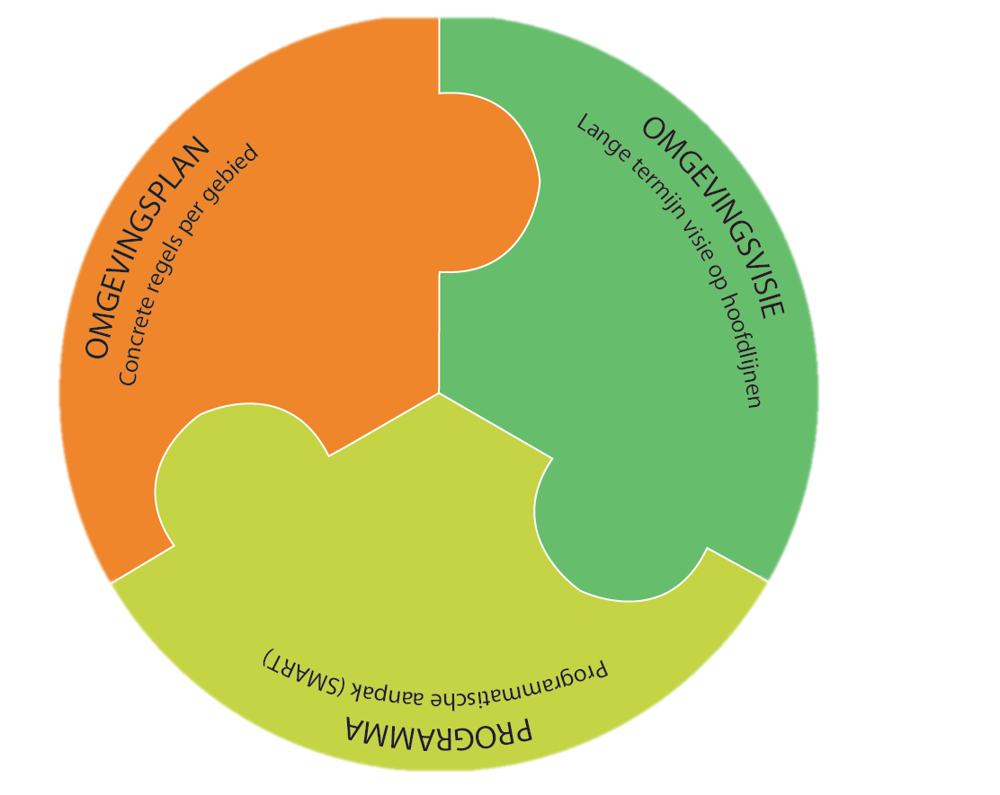 OMGEVINGSPLAN
Concrete regels per gebied
OMGEVINGSVISIE
Lange termijn visie op hoofdlijnen
PROGRAMMA
Programmatische aanpak (SMART)